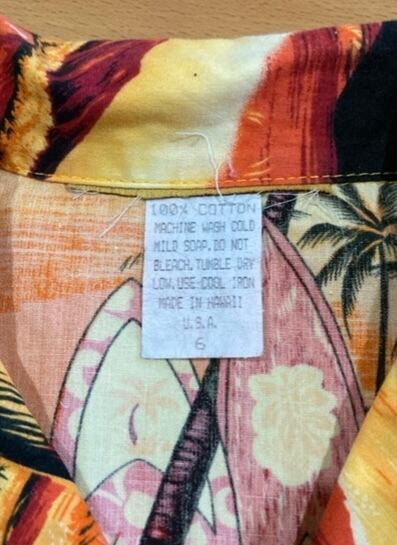 100% COTTON
MACHINE WASH COLD
MILD SOAP. DO NOT
BLEACH. TUMBLE DRY
LOW. USE COOL IRON
MADE IN HAWAII
U.S.A.
6